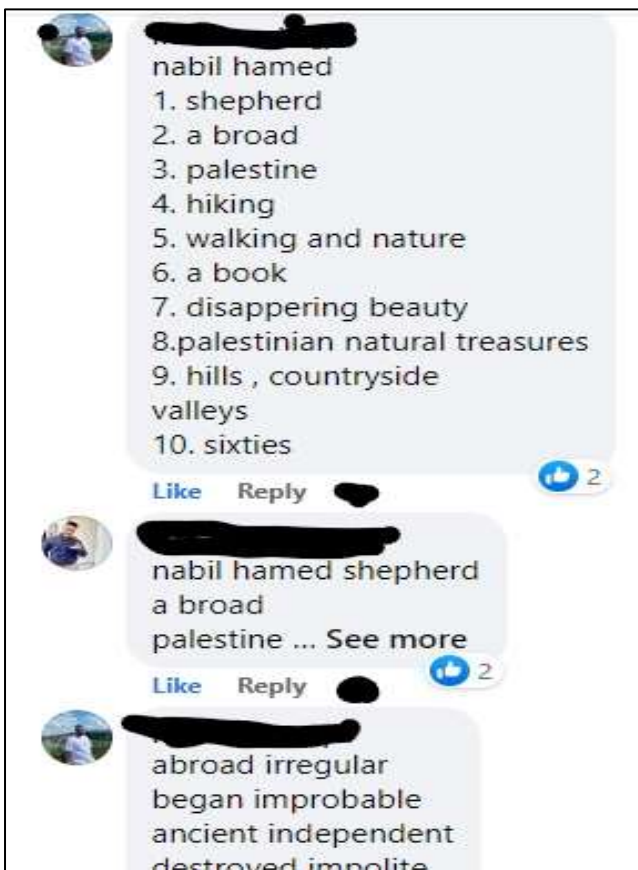 nabil hamed
1. shepherd
2. a broad
3. palestine
4. hiking
5. walking and nature
6. a book
7. disappering beauty
8.palestinian natural treasures
9. hills , countryside
valleys
10. sixties
2
Like Reply
nabil hamed shepherd
a broad
palestine ... See more
2
Like Reply
abroad irregular
began improbable
ancient independent
destroyed impolite